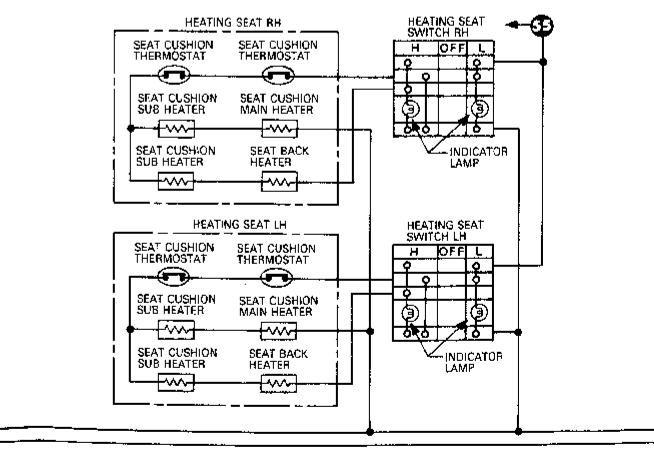 HEATING SEAT RH
SEAT CUSHION THERMOSTAT
SEAT CUSHION THERMOSTAT
SEAT CUSHION SUB HEATER
SEAT CUSHION MAIN HEATER
SEAT CUSHION SUB HEATER
SEAT BACK HEATER
HEATING SEAT SWITCH RH
H OFF L
INDICATOR LAMP
SS
HEATING SEAT LH
SEAT CUSHION THERMOSTAT
SEAT CUSHION THERMOSTAT
SEAT CUSHION SUB HEATER
SEAT CUSHION MAIN HEATER
SEAT CUSHION SUB HEATER
SEAT BACK HEATER
HEATING SEAT SWITCH LH
H OFF L
INDICATOR LAMP